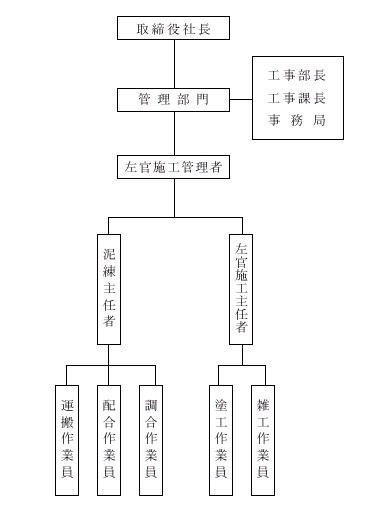 取締役社長
管理部門
工事部長
工事課長
事務局
左官施工管理者
泥練主任者
左官施工主任者
運搬作業員
配合作業員
調合作業員
塗工作業員
雑工作業員